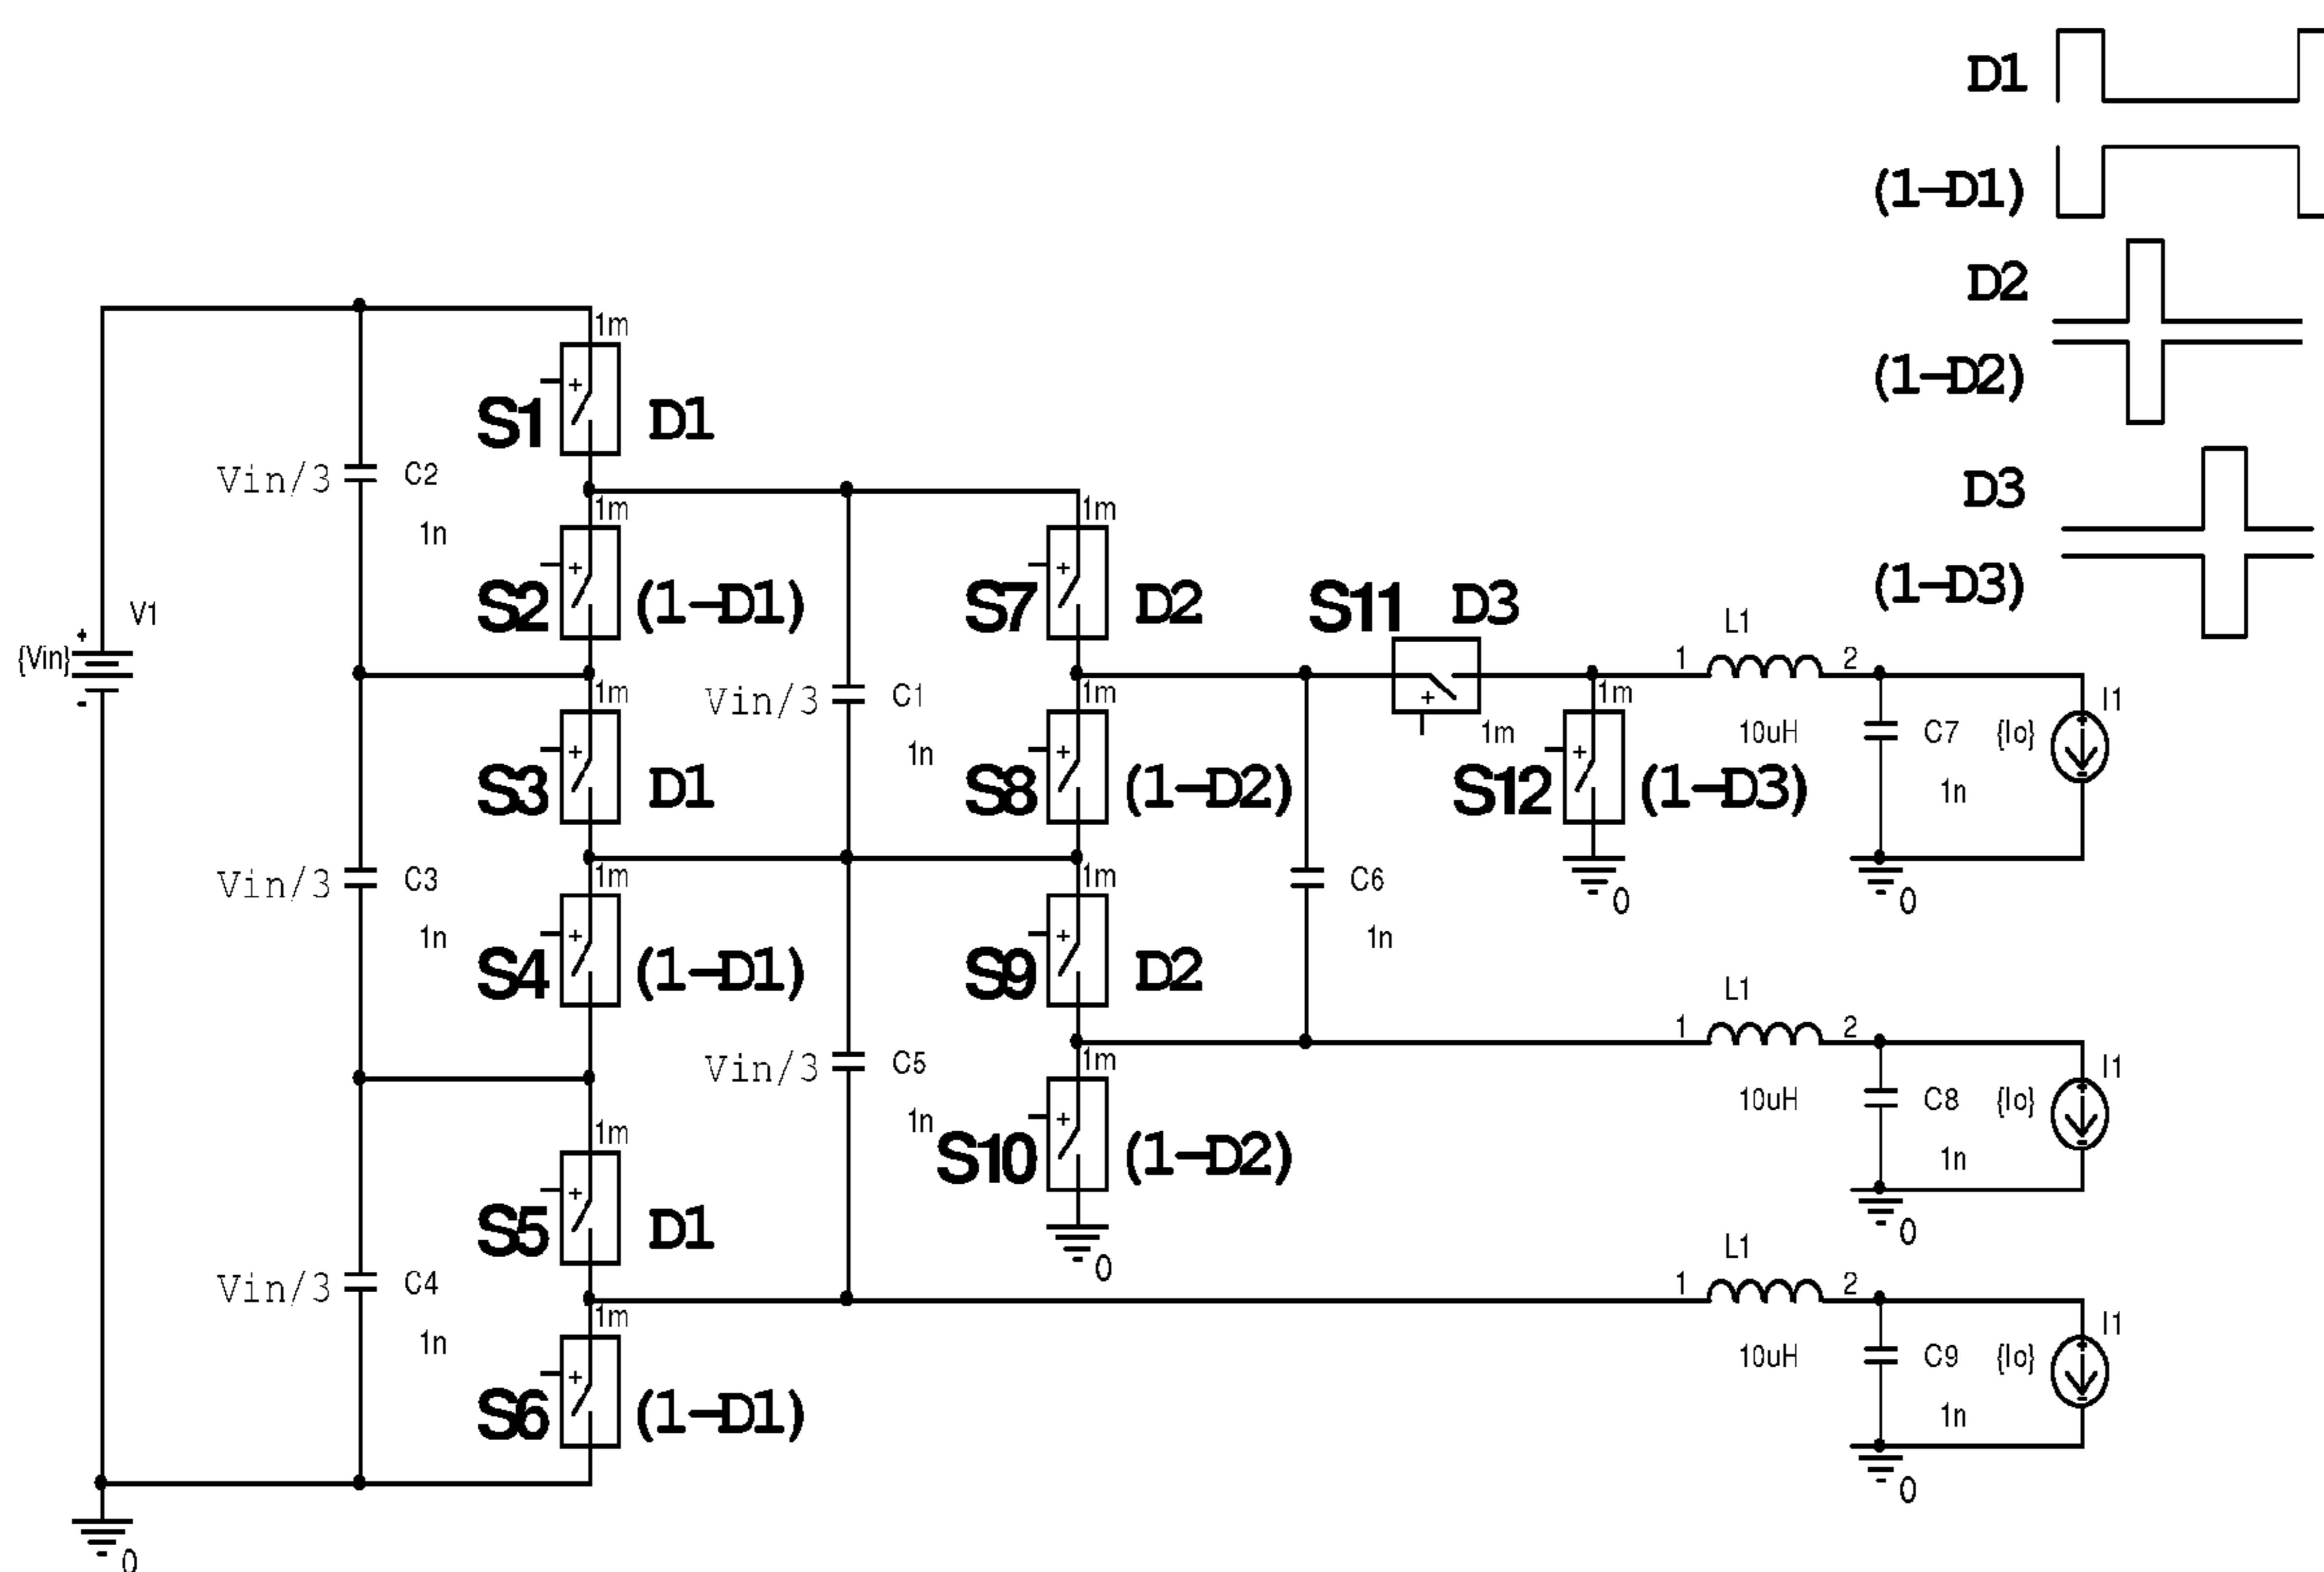 D1
(1-D1)
D2
(1-D2)
D3
(1-D3)
V1
{Vin}
+
-
0
Vin/3 C2
1n
Vin/3 C3
1n
Vin/3 C4
1n
1m
+
S1 D1
1m
+
S2 (1-D1)
1m
+
S3 D1
1m
+
S4 (1-D1)
1m
+
S5 D1
1m
+
S6 (1-D1)
Vin/3 C1
1n
Vin/3 C5
1n
1m
+
S7 D2
1m
+
S8 (1-D2)
1m
+
S9 D2
1m
+
S10 (1-D2)
0
C6
1n
S11 D3
+
1m
1m
+
S12 (1-D3)
0
L1
1 2
10uH
C7
1n
{Io}
I1
+
-
0
L1
1 2
10uH
C8
1n
{Io}
I1
+
-
0
L1
1 2
10uH
C9
1n
{Io}
I1
+
-
0